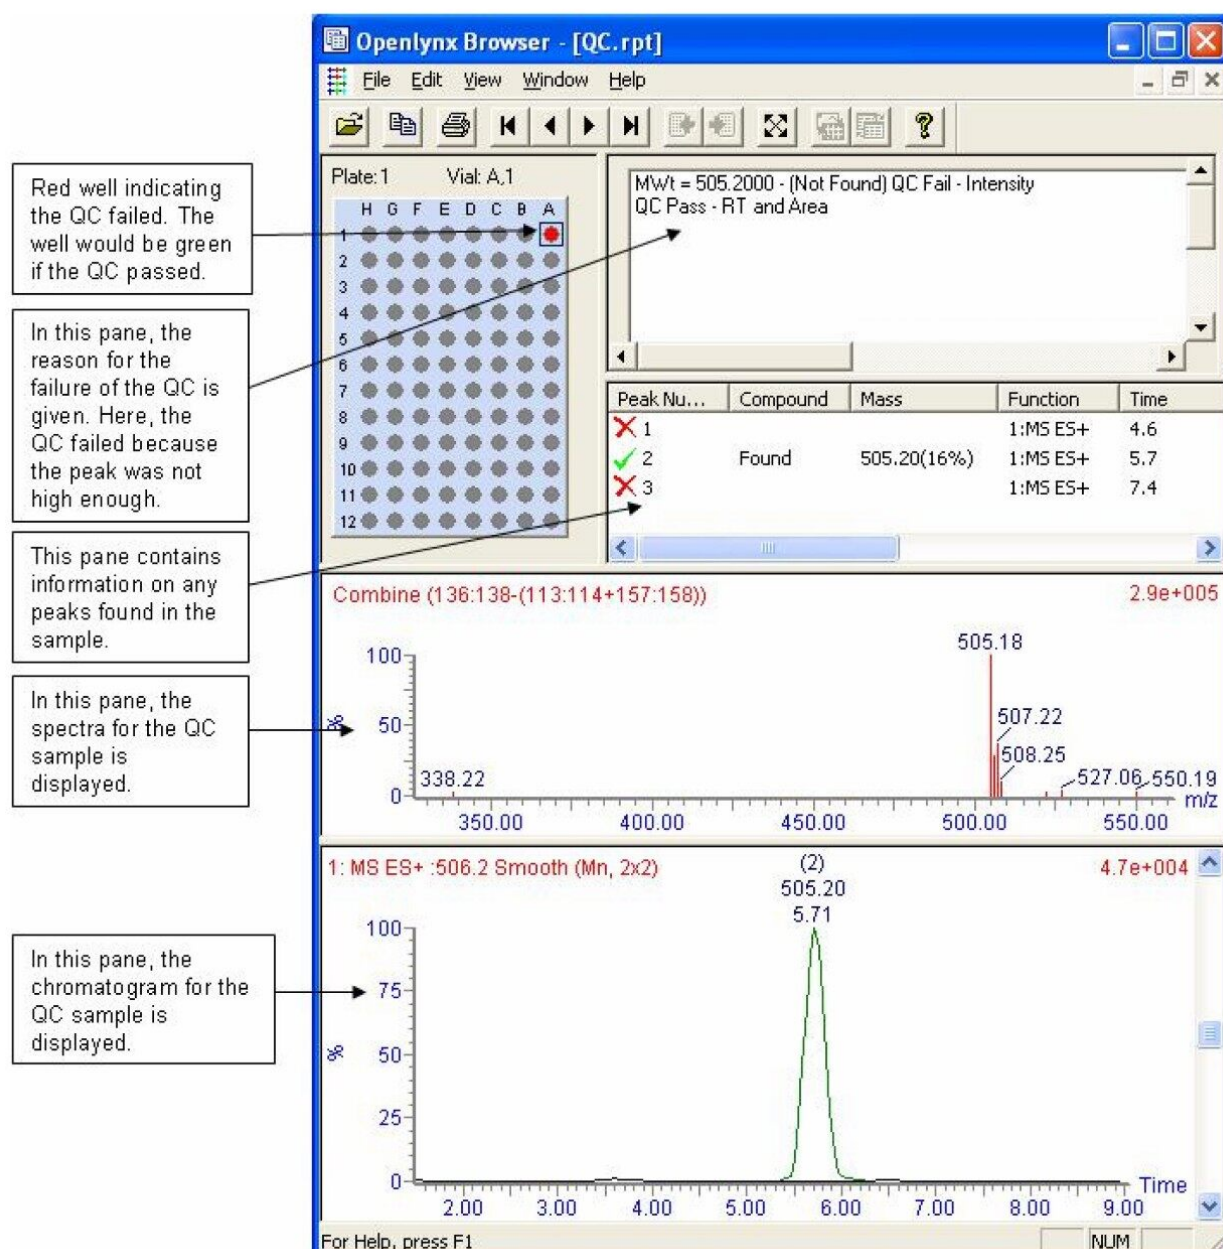 Openlynx Browser - [QC.rpt]
File Edit View Window Help
Red well indicating
the QC failed. The
well would be green
if the QC passed.
In this pane, the
reason for the
failure of the QC is
given. Here, the
QC failed because
the peak was not
high enough.
This pane contains
information on any
peaks found in the
sample.
In this pane, the
spectra for the QC
sample is
displayed.
In this pane, the
chromatogram for the
QC sample is
displayed.
Plate: 1 Vial: A,1
H G F E D C B A
1
2
3
4
5
6
7
8
9
10
11
12
MWt = 505.2000 - (Not Found) QC Fail - Intensity
QC Pass - RT and Area
Peak Nu... Compound Mass Function Time
1 1:MS ES+ 4.6
2 Found 505.20(16%) 1:MS ES+ 5.7
3 1:MS ES+ 7.4
Combine (136:138-(113:114+157:158)) 2.9e+005
505.18
100
507.22
% 50
508.25
338.22 527.06 550.19
0 m/z
350.00 400.00 450.00 500.00 550.00
1: MS ES+ :506.2 Smooth (Mn, 2x2) (2) 4.7e+004
505.20
5.71
100
75
% 50
25
0 Time
2.00 3.00 4.00 5.00 6.00 7.00 8.00 9.00
For Help, press F1 NUM